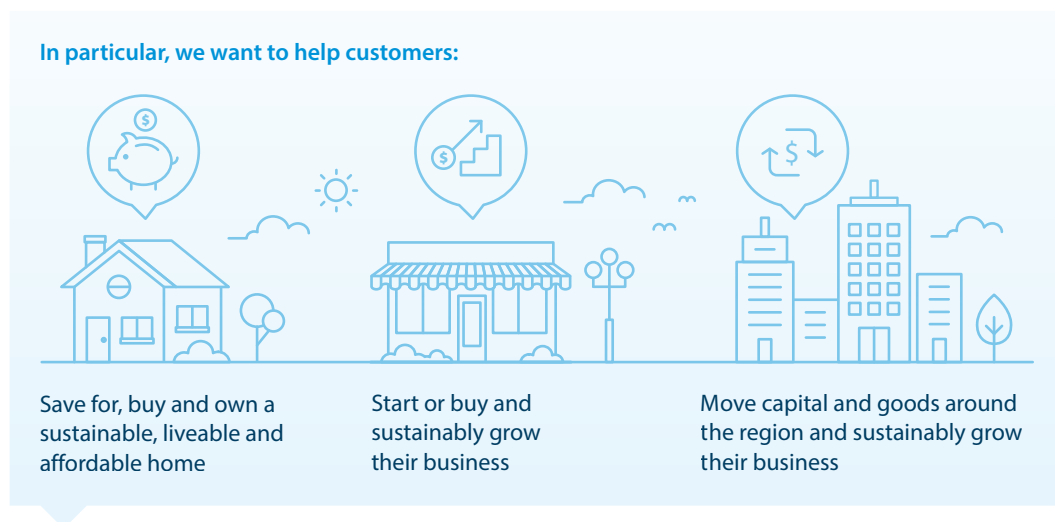 In particular, we want to help customers:
$
$
$
Save for, buy and own a
sustainable, liveable and
affordable home
Start or buy and
sustainably grow
their business
Move capital and goods around
the region and sustainably grow
their business